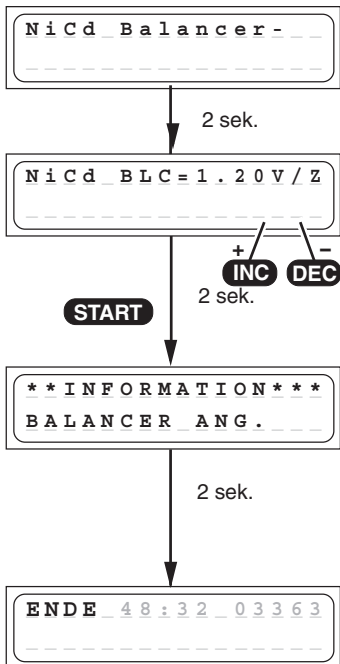 NiCd Balancer-
2 sek.
NiCd BLC=1.20V/Z
+ -
INC DEC
START 2 sek.
**INFORMATION***
BALANCER ANG.
2 sek.
ENDE 48:32 03363